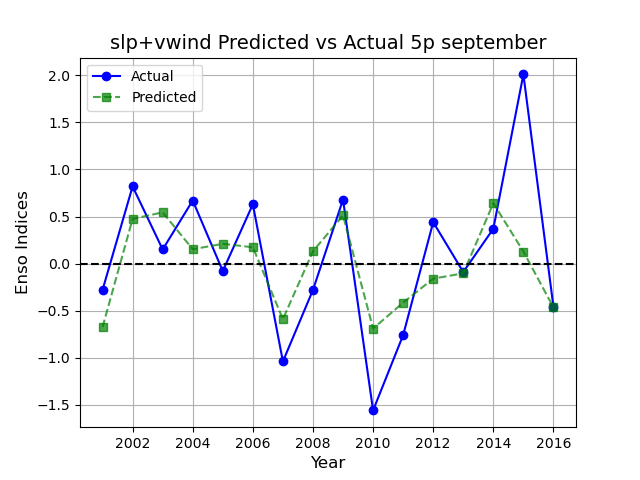 slp+vwind Predicted vs Actual 5p september
Actual
Predicted
2.0
1.5
1.0
0.5
0.0
−0.5
−1.0
−1.5
Enso Indices
2002 2004 2006 2008 2010 2012 2014 2016
Year